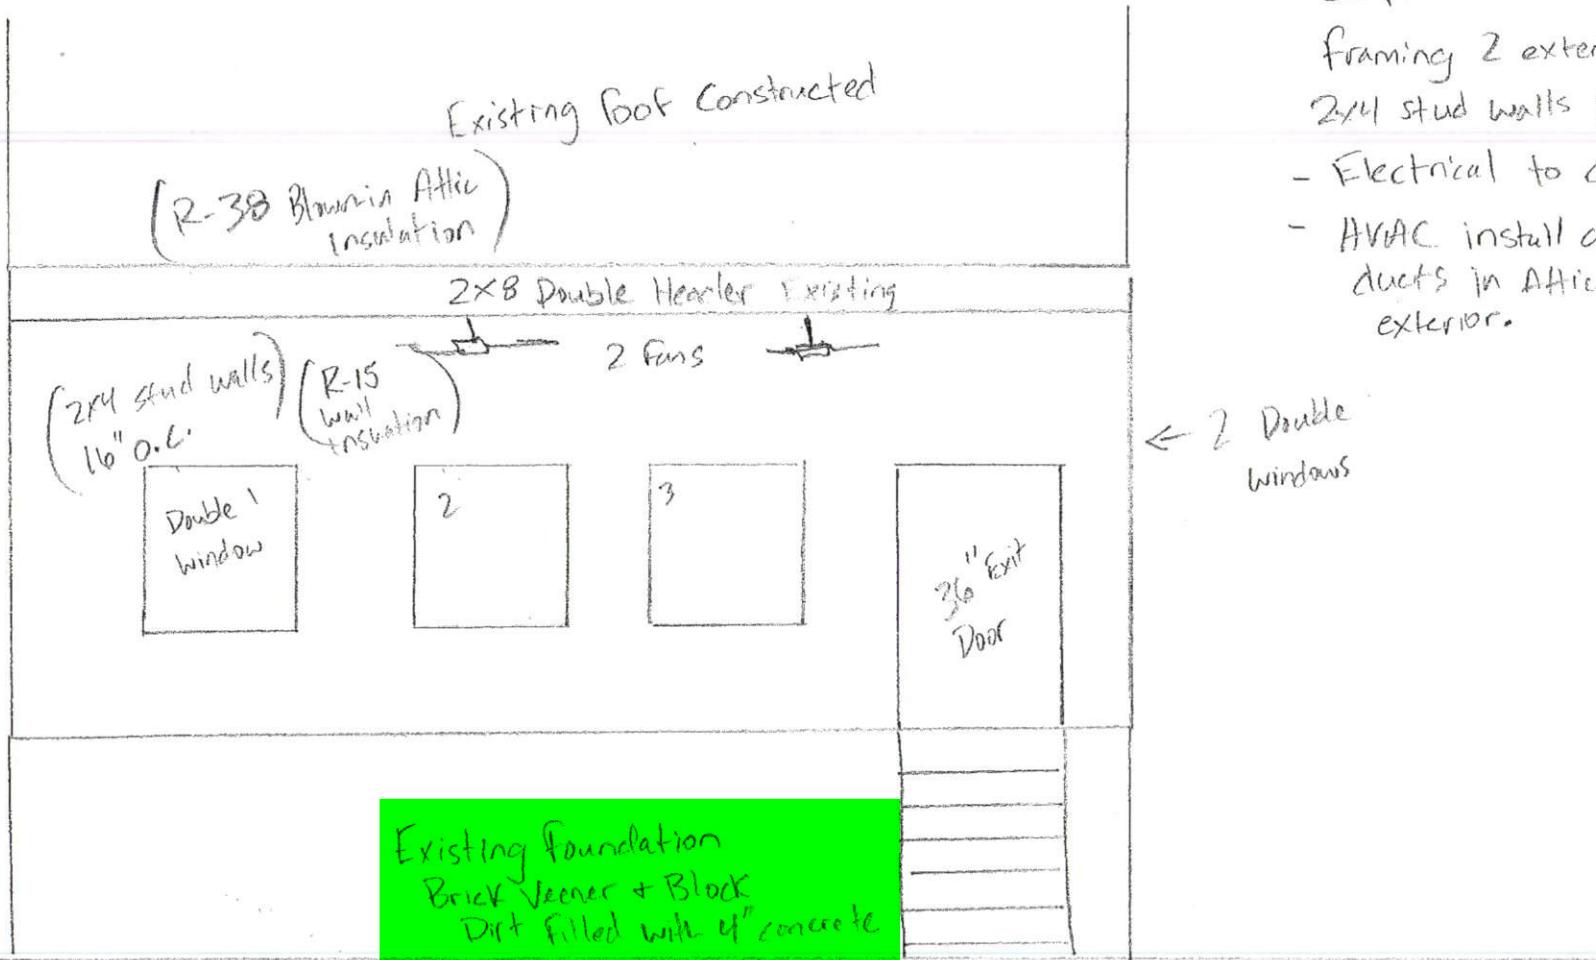 framing 2 exter
2x4 stud walls
- Electrical to
- HVAC install
ducts in Attic
exterior.
Existing Roof Constructed
(R-38 Blown-in Attic
insulation)
2x8 Double Header Existing
2 Fans
(2x4 stud walls
16" O.C.
(R-15
wall
insulation)
← 2 Double
windows
Double 1
window
2
3
36" Exit
Door
Existing Foundation
Brick Veener + Block
Dirt Filled with 4" concrete